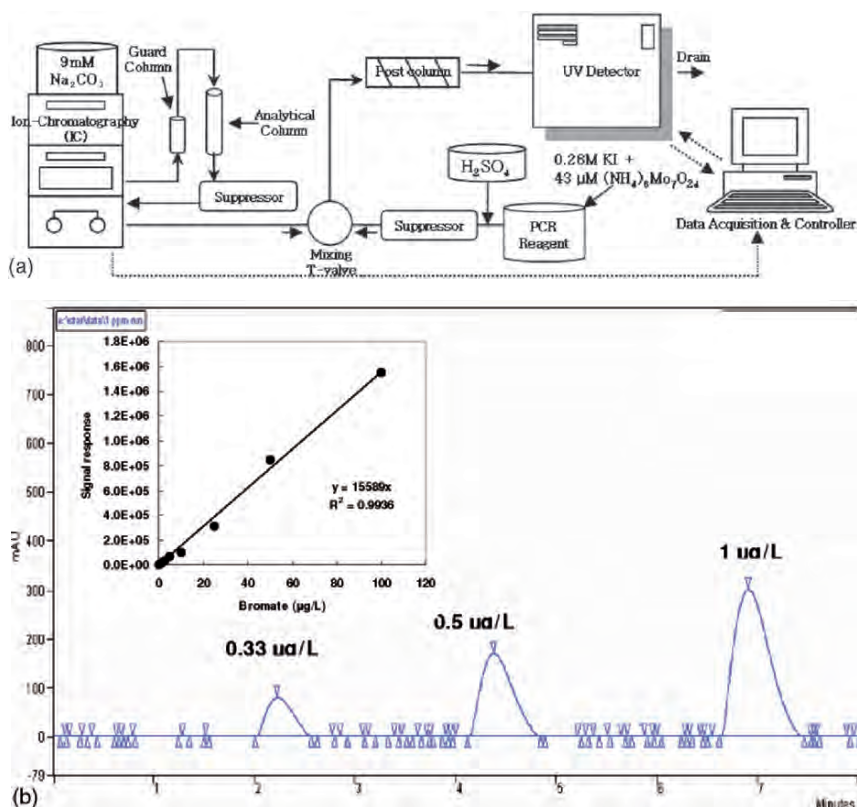 9mM
Na₂CO₃
Guard
Column
Ion-Chromatography
(IC)
Analytical
Column
Suppressor
Post column
UV Detector
Drain
H₂SO₄
0.26M KI +
43 µM (NH₄)₆Mo₇O₂₄
Mixing
T-valve
Suppressor
PCR
Reagent
Data Acquisition & Controller
(a)
800
700
600
500
400
300
200
100
0
-79
mAU
1.8E+06
1.6E+06
1.4E+06
1.2E+06
1.0E+06
8.0E+05
6.0E+05
4.0E+05
2.0E+05
0.0E+00
Signal response
y = 15589x
R² = 0.9936
0 20 40 60 80 100 120
Bromate (µg/L)
0.33 ug/L
0.5 ug/L
1 ug/L
1 2 3 4 5 6 7
Minutes
(b)